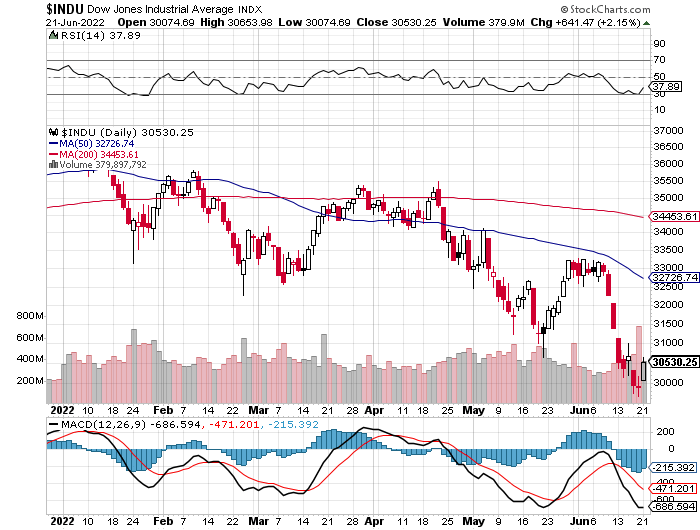 $INDU Dow Jones Industrial Average INDX © StockCharts.com
21-Jun-2022 Open 30074.69 High 30653.98 Low 30074.69 Close 30530.25 Volume 379.9M Chg +641.47 (+2.15%)
RSI(14) 37.89
90
70
50
37.89
30
10
$INDU (Daily) 30530.25
MA(50) 32726.74
MA(200) 34453.61
Volume 379,897,792
37000
36500
36000
35500
35000
34453.61
34000
33500
33000
32726.74
32500
32000
31500
31000
30530.25
30000
800M
600M
400M
200M
2022 10 18 24 Feb 7 14 22 Mar 7 14 21 28 Apr 11 18 25 May 9 16 23 Jun 6 13 21
MACD(12,26,9) -686.594, -471.201, -215.392
200
0
-215.392
-471.201
-600
-686.594
2022 10 18 24 Feb 7 14 22 Mar 7 14 21 28 Apr 11 18 25 May 9 16 23 Jun 6 13 21